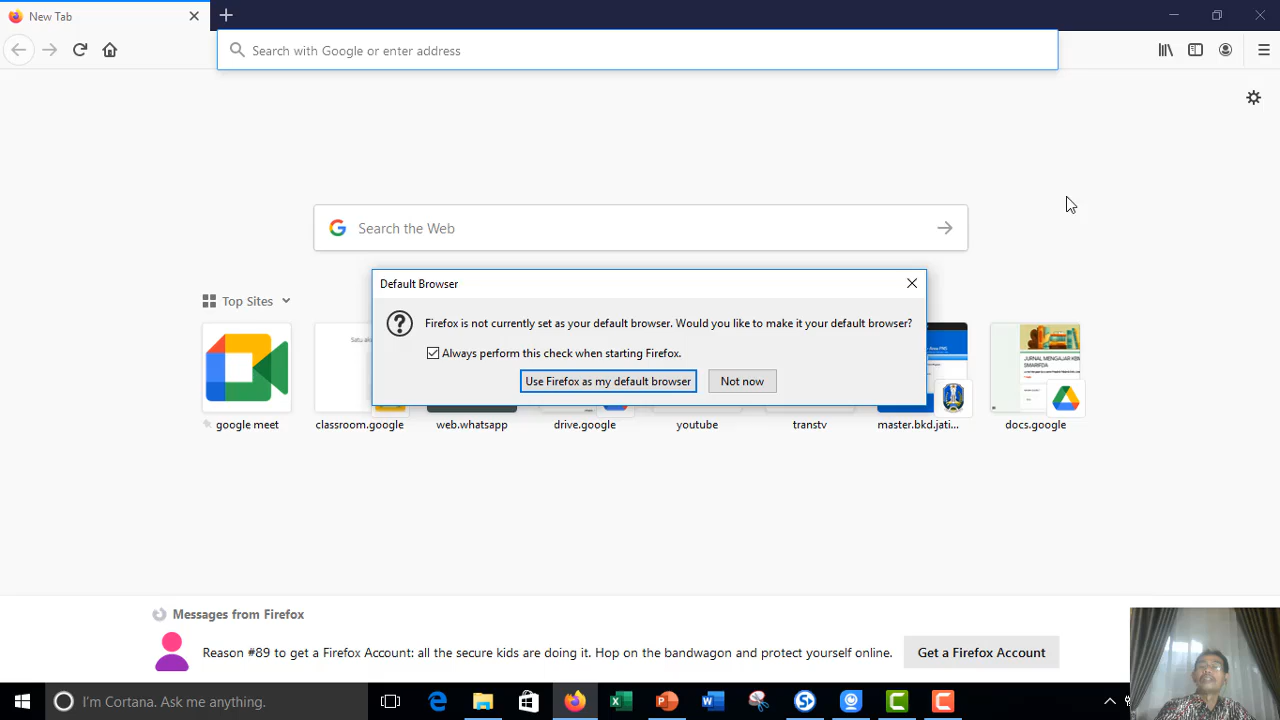 New Tab
Search with Google or enter address
Search the Web
Top Sites
Default Browser
Firefox is not currently set as your default browser. Would you like to make it your default browser?
Always perform this check when starting Firefox.
Use Firefox as my default browser
Not now
JURNAL MENGAJAR KBM
SMARIFDA
google meet
classroom.google
web.whatsapp
drive.google
youtube
transtv
master.bkd.jati...
docs.google
Messages from Firefox
Reason #89 to get a Firefox Account: all the secure kids are doing it. Hop on the bandwagon and protect yourself online.
Get a Firefox Account
I'm Cortana. Ask me anything.